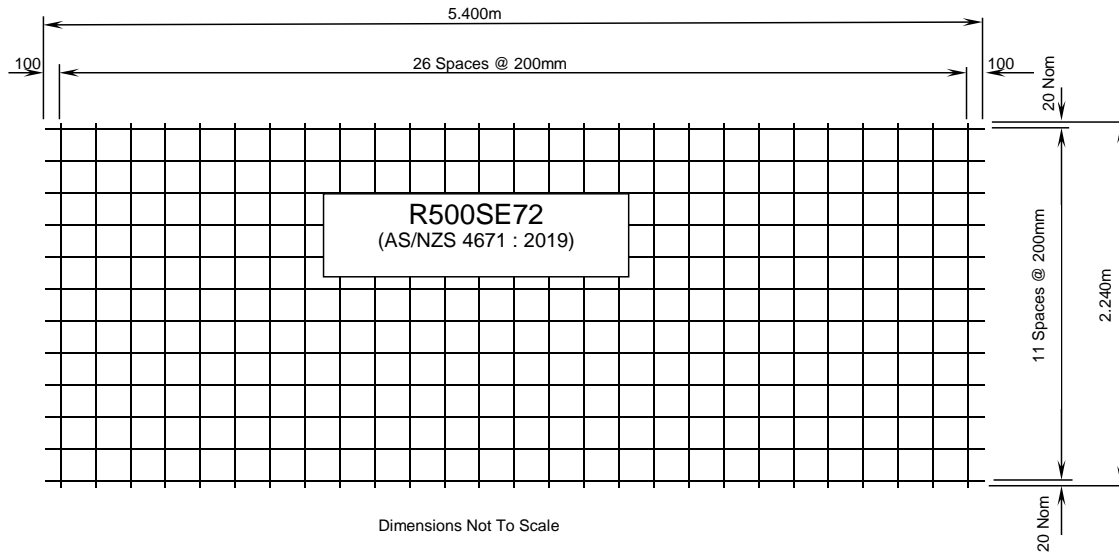 5.400m
100
26 Spaces @ 200mm
100
20 Nom
R500SE72
(AS/NZS 4671 : 2019)
11 Spaces @ 200mm
2.240m
20 Nom
Dimensions Not To Scale